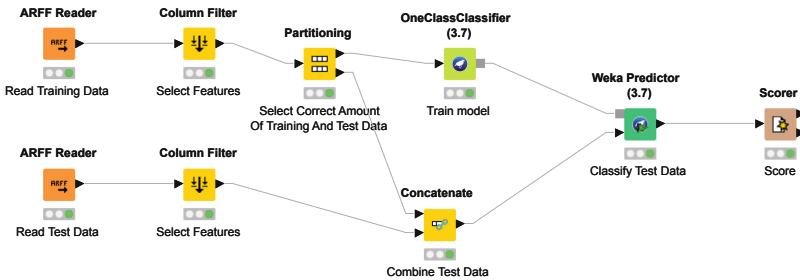 ARFF Reader
ARFF
Read Training Data
Column Filter
Select Features
Partitioning
Select Correct Amount
Of Training And Test Data
OneClassClassifier
(3.7)
Train model
Weka Predictor
(3.7)
Classify Test Data
Scorer
Score
ARFF Reader
ARFF
Read Test Data
Column Filter
Select Features
Concatenate
Combine Test Data